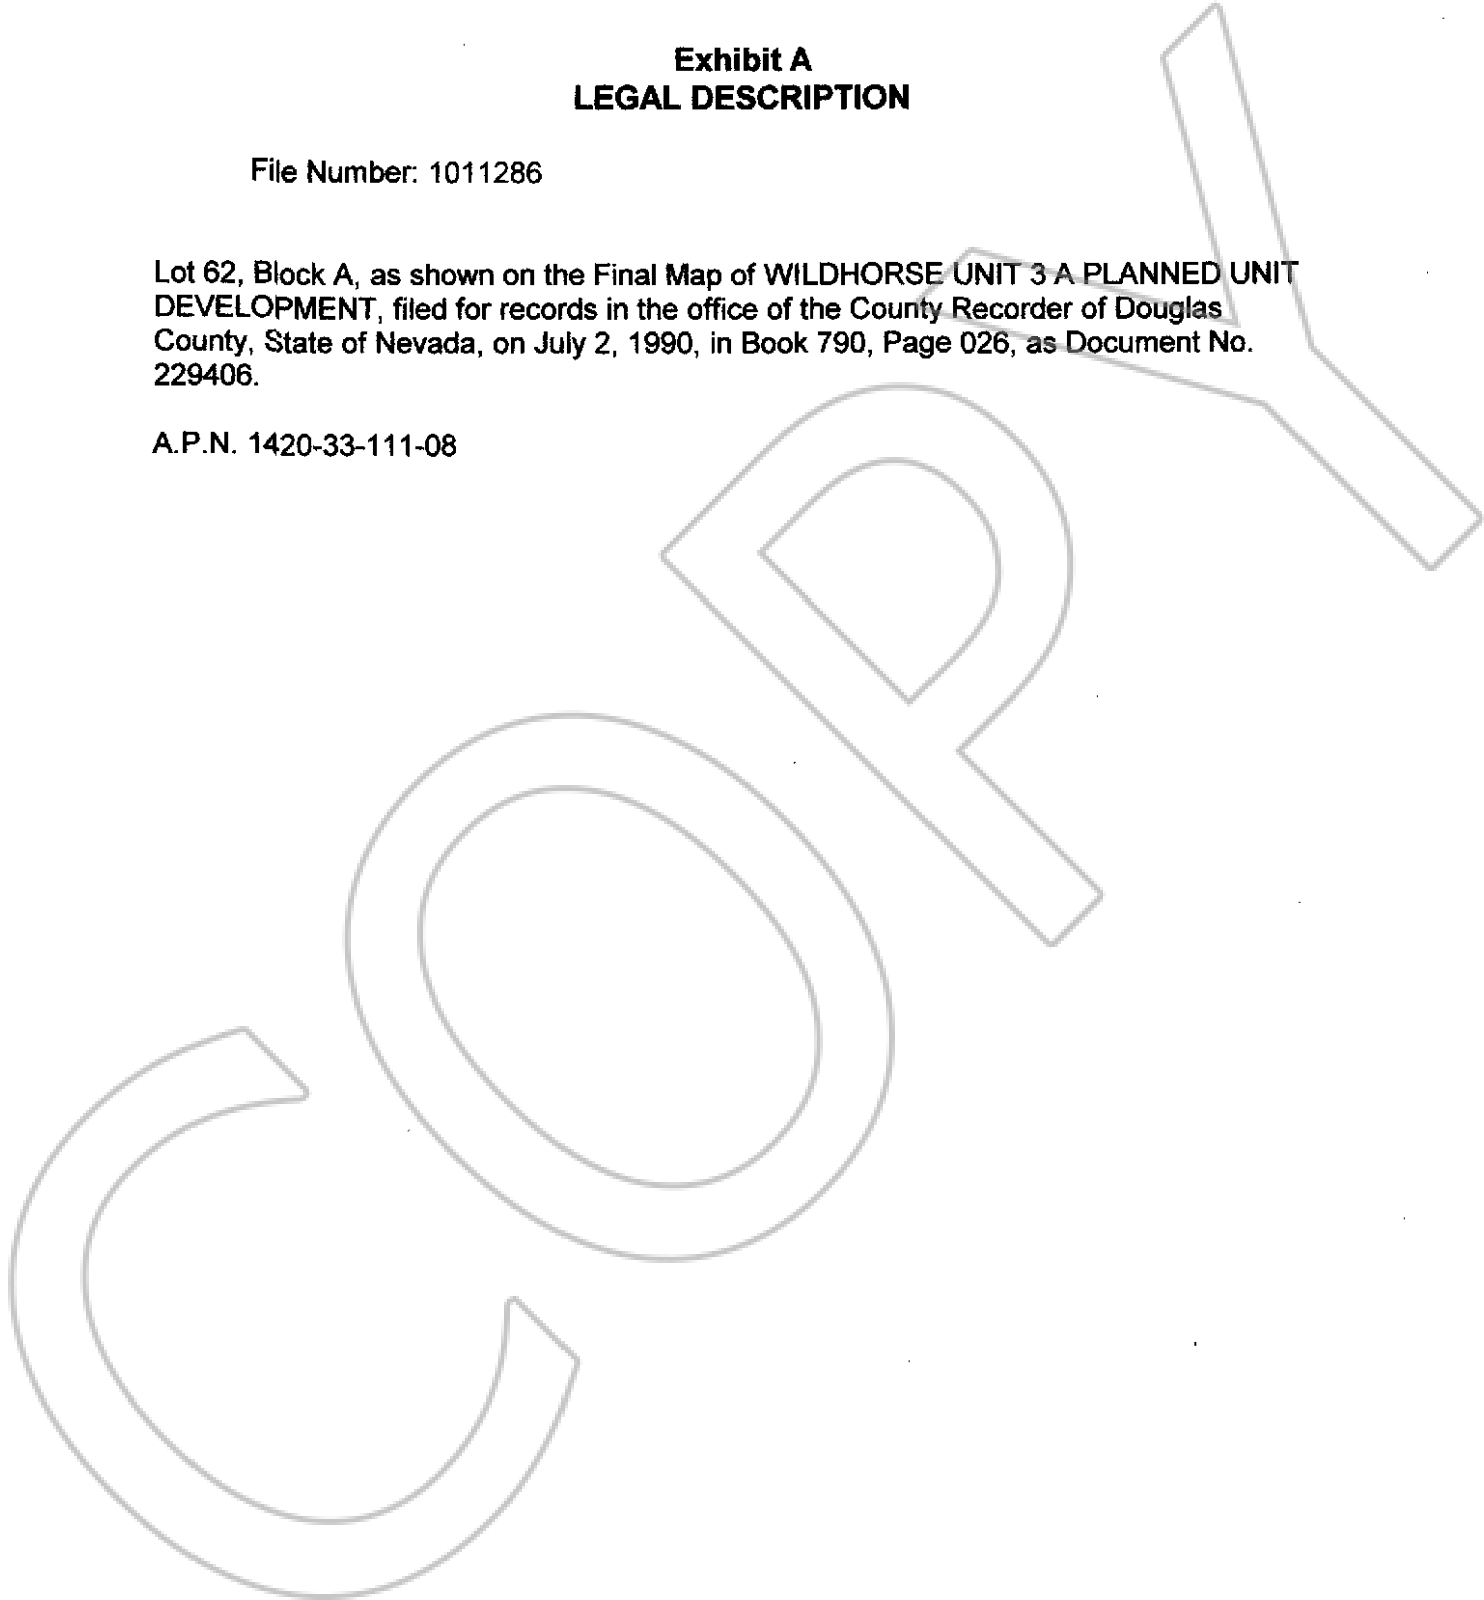 Exhibit A
LEGAL DESCRIPTION
File Number: 1011286
Lot 62, Block A, as shown on the Final Map of WILDHORSE UNIT 3 A PLANNED UNIT
DEVELOPMENT, filed for records in the office of the County Recorder of Douglas
County, State of Nevada, on July 2, 1990, in Book 790, Page 026, as Document No.
229406.
A.P.N. 1420-33-111-08
COPY